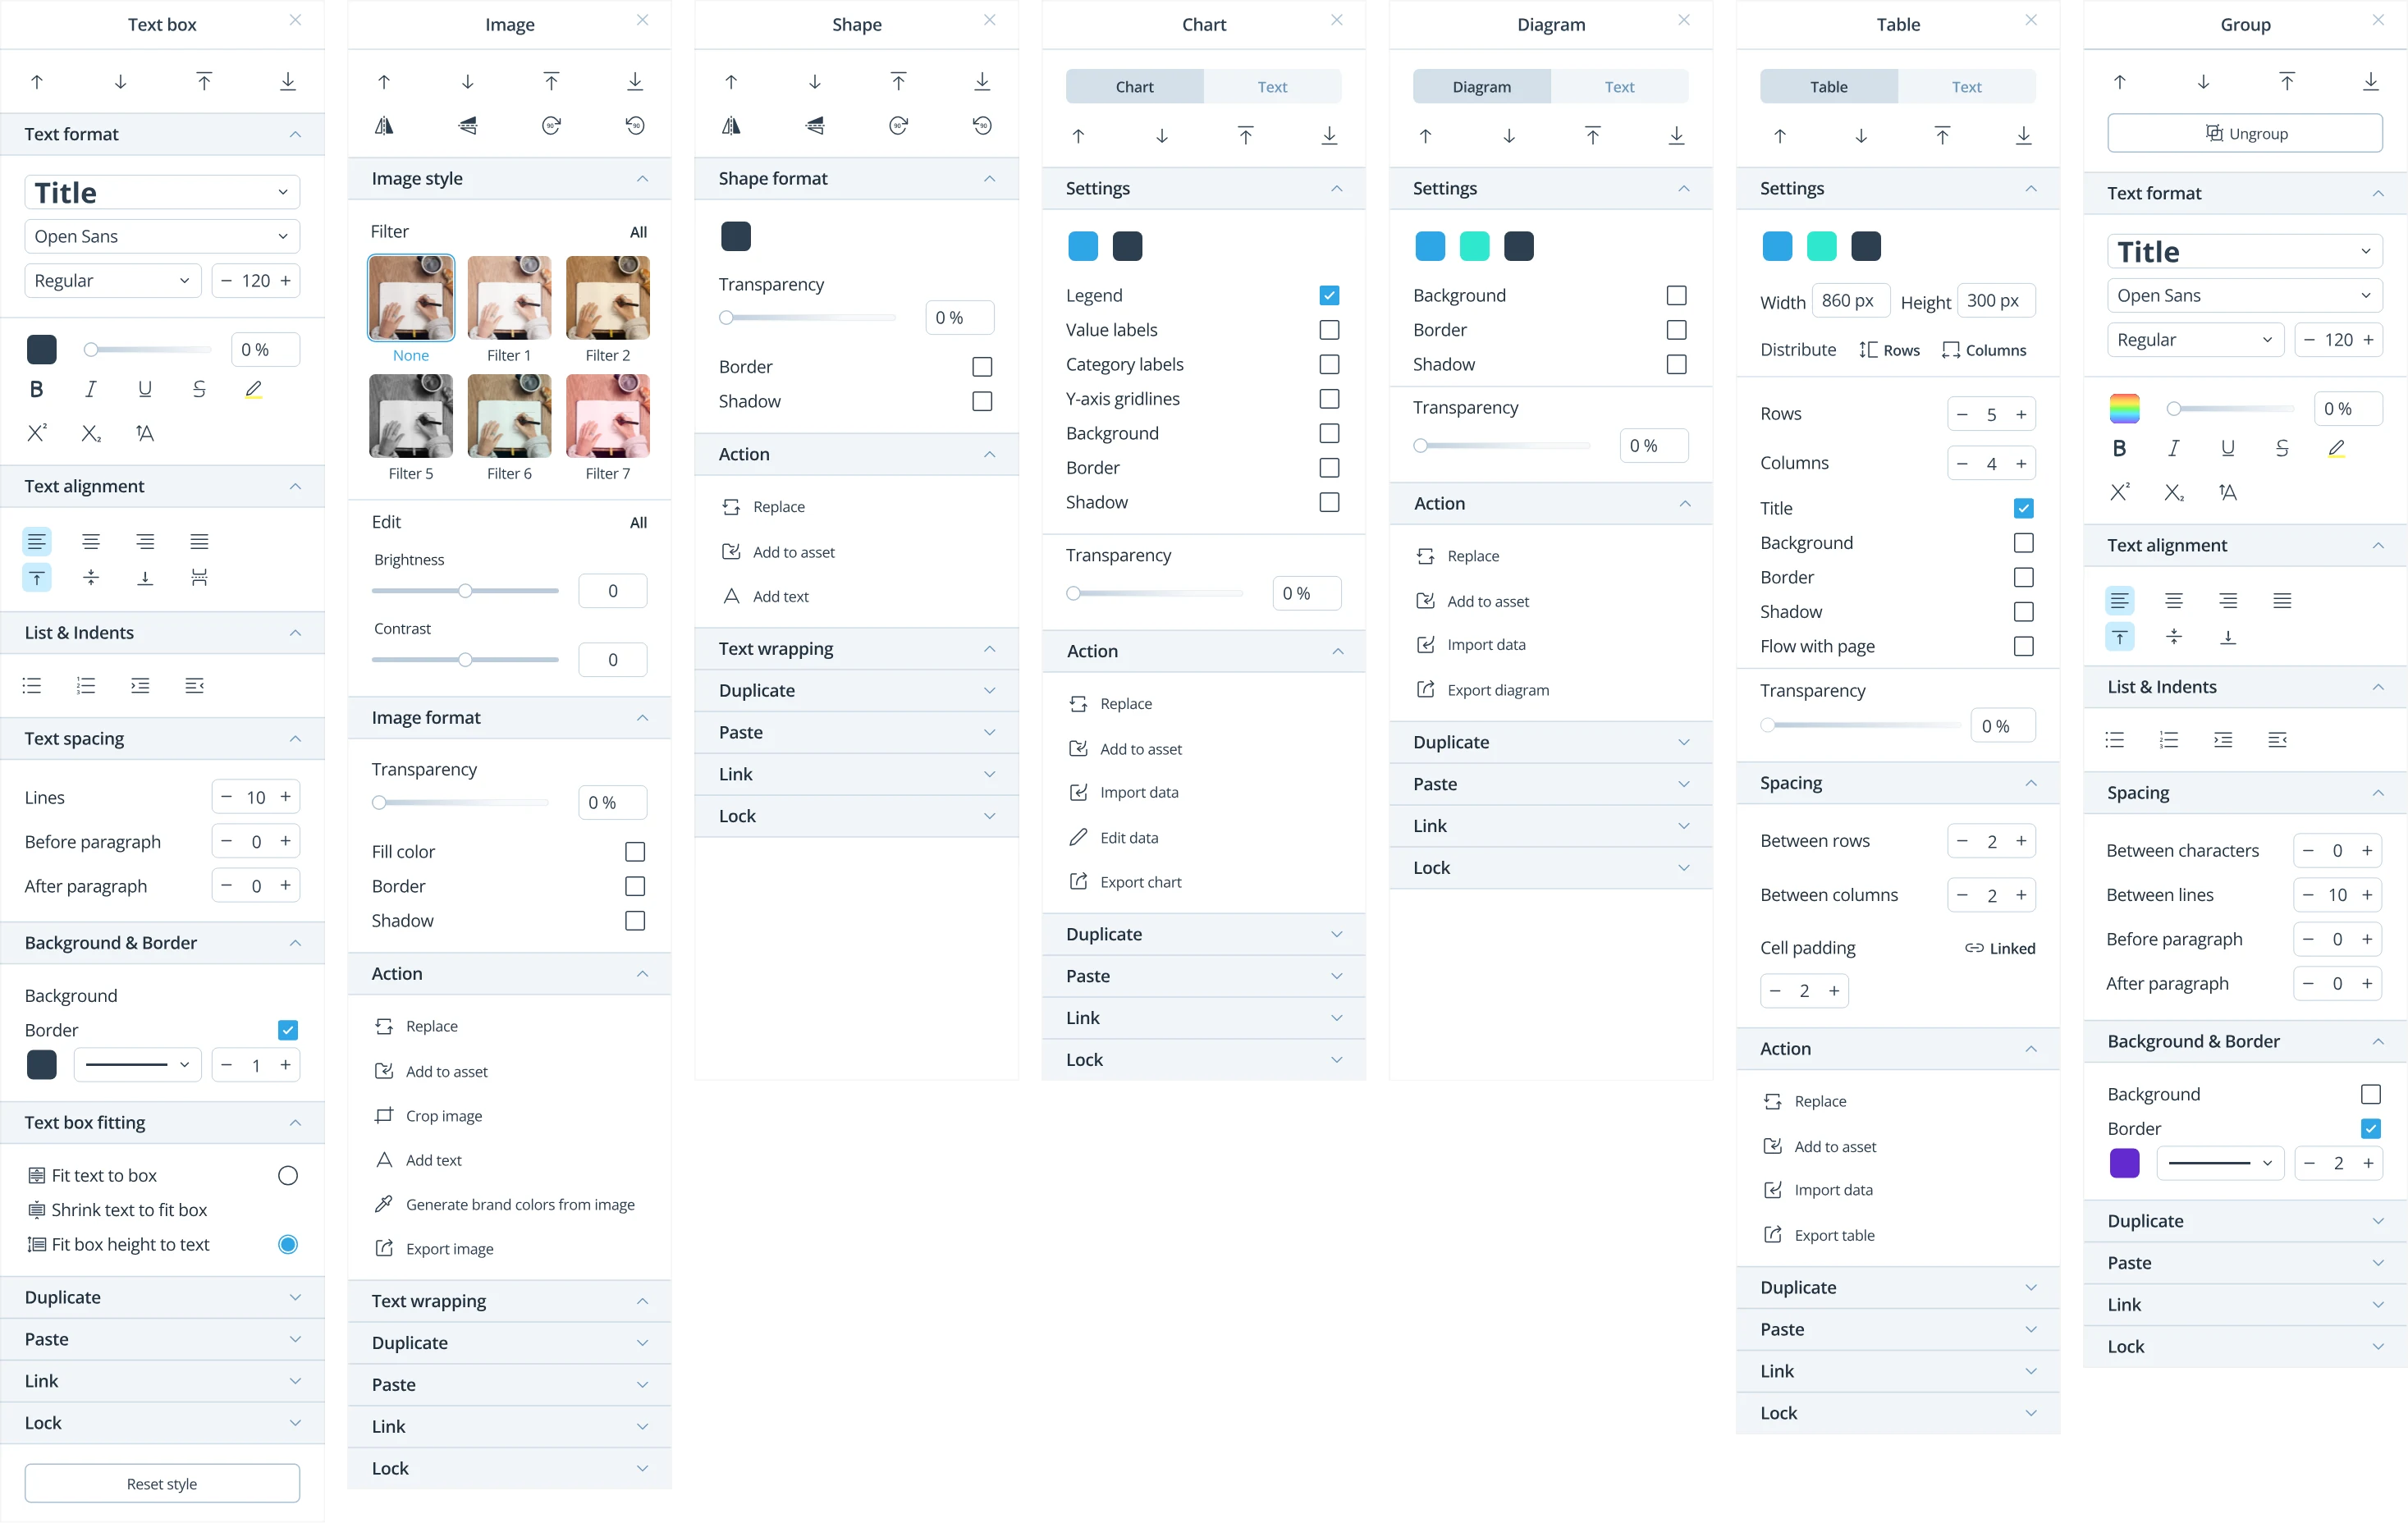 Text box
Text format
Title
Open Sans
Regular
120
0 %
Text alignment
List & Indents
Text spacing
Lines
10
Before paragraph
0
After paragraph
0
Background & Border
Background
Border
1
Text box fitting
Fit text to box
Shrink text to fit box
Fit box height to text
Duplicate
Paste
Link
Lock
Reset style
Image
90
90
Image style
Filter
All
None
Filter 1
Filter 2
Filter 5
Filter 6
Filter 7
Edit
All
Brightness
0
Contrast
0
Image format
Transparency
0 %
Fill color
Border
Shadow
Action
Replace
Add to asset
Crop image
Add text
Generate brand colors from image
Export image
Text wrapping
Duplicate
Paste
Link
Lock
Shape
90
90
Shape format
Transparency
0 %
Border
Shadow
Action
Replace
Add to asset
Add text
Text wrapping
Duplicate
Paste
Link
Lock
Chart
Chart
Text
Settings
Legend
Value labels
Category labels
Y-axis gridlines
Background
Border
Shadow
Transparency
0 %
Action
Replace
Add to asset
Import data
Edit data
Export chart
Duplicate
Paste
Link
Lock
Diagram
Diagram
Text
Settings
Background
Border
Shadow
Transparency
0 %
Action
Replace
Add to asset
Import data
Export diagram
Duplicate
Paste
Link
Lock
Table
Table
Text
Settings
Width 860 px Height 300 px
Distribute Rows Columns
Rows
5
Columns
4
Title
Background
Border
Shadow
Flow with page
Transparency
0 %
Spacing
Between rows
2
Between columns
2
Cell padding
Linked
2
Action
Replace
Add to asset
Import data
Export table
Duplicate
Paste
Link
Lock
Group
Ungroup
Text format
Title
Open Sans
Regular
120
0 %
Text alignment
List & Indents
Spacing
Between characters
0
Between lines
10
Before paragraph
0
After paragraph
0
Background & Border
Background
Border
2
Duplicate
Paste
Link
Lock